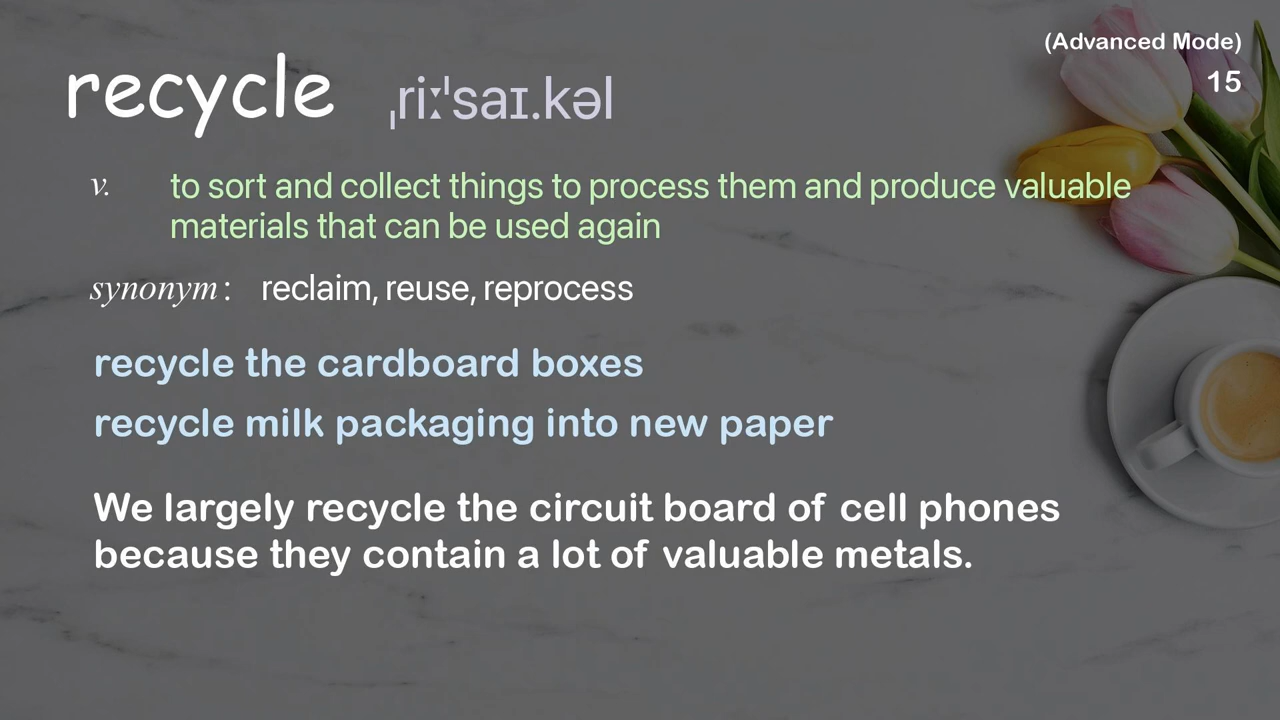 (Advanced Mode)
15
recycle ˌriːˈsaɪ.kəl
v. to sort and collect things to process them and produce valuable
materials that can be used again
synonym: reclaim, reuse, reprocess
recycle the cardboard boxes
recycle milk packaging into new paper
We largely recycle the circuit board of cell phones
because they contain a lot of valuable metals.